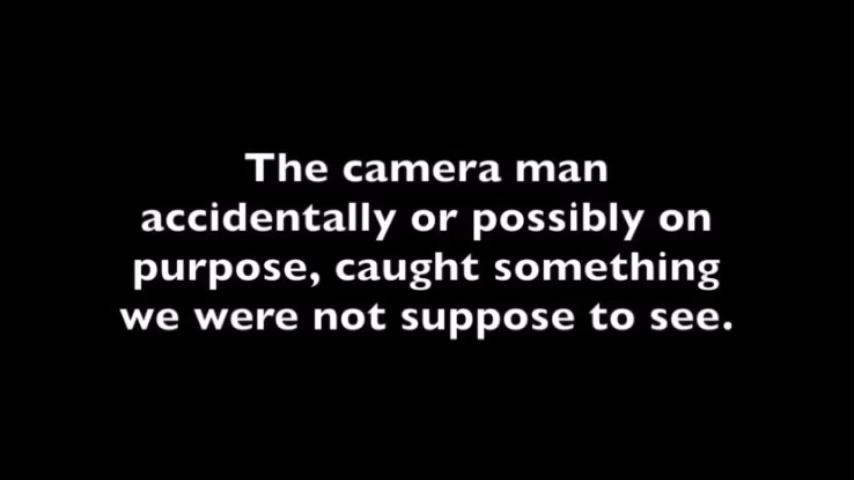 The camera man
accidentally or possibly on
purpose, caught something
we were not suppose to see.